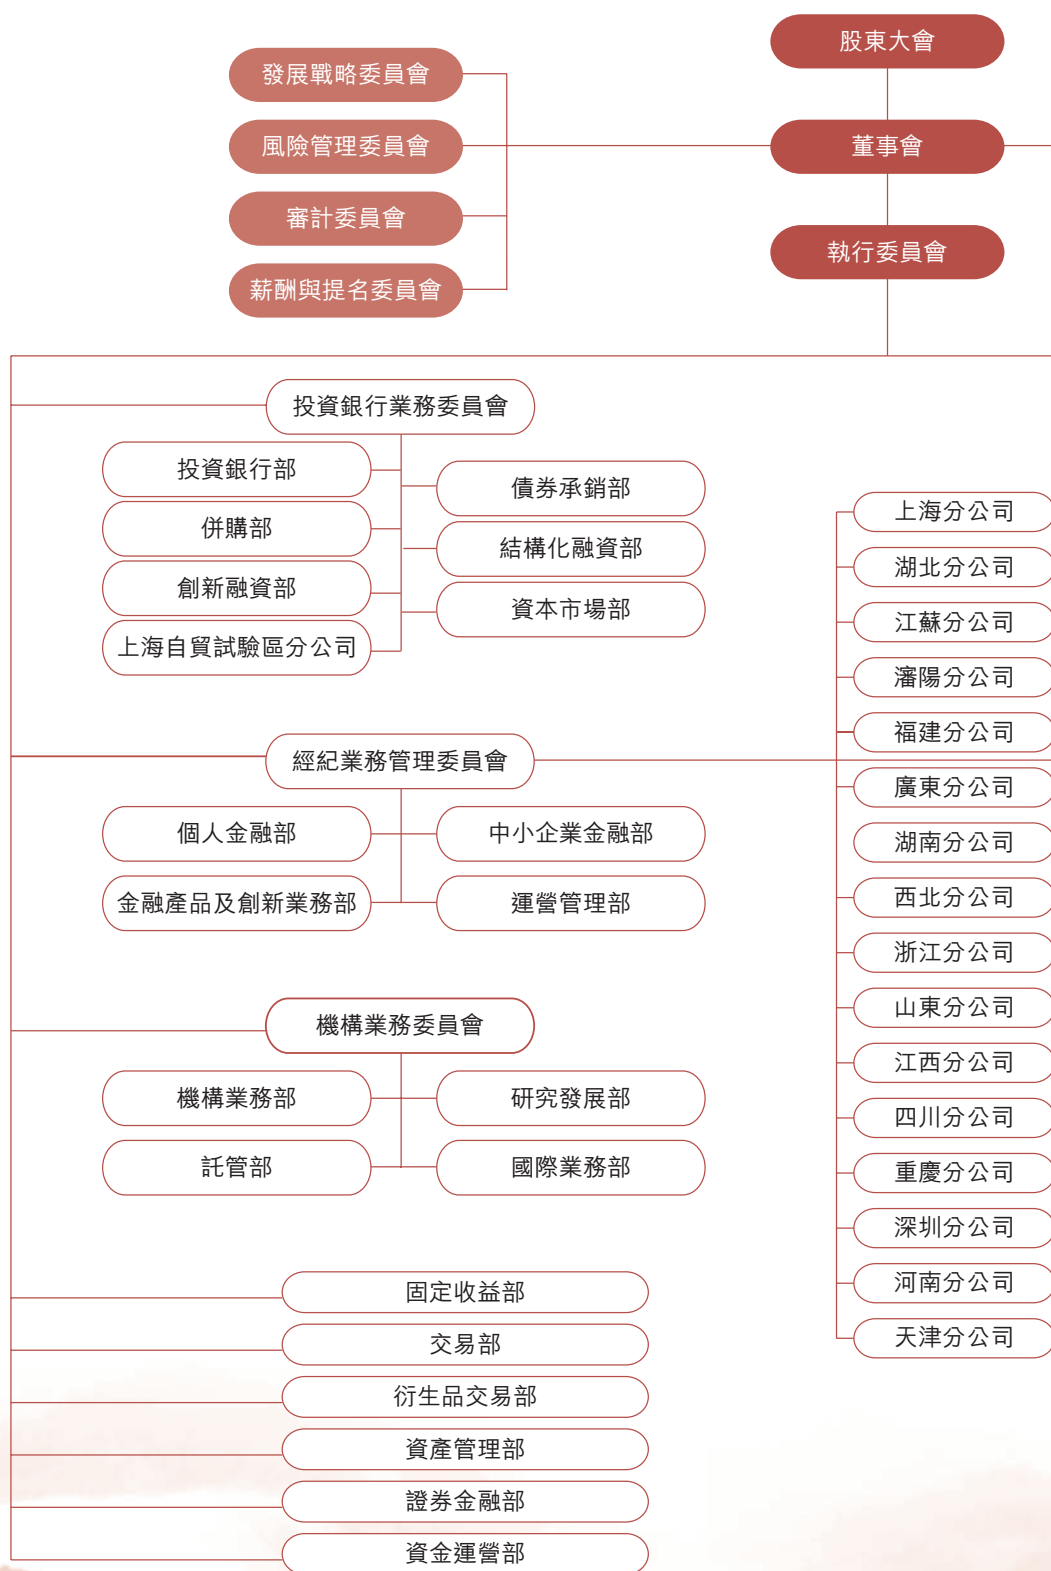 股東大會
發展戰略委員會
風險管理委員會
董事會
審計委員會
執行委員會
薪酬與提名委員會
投資銀行業務委員會
投資銀行部
債券承銷部
併購部
結構化融資部
創新融資部
資本市場部
上海自貿試驗區分公司
經紀業務管理委員會
個人金融部
中小企業金融部
金融產品及創新業務部
運營管理部
機構業務委員會
機構業務部
研究發展部
託管部
國際業務部
固定收益部
交易部
衍生品交易部
資產管理部
證券金融部
資金運營部
上海分公司
湖北分公司
江蘇分公司
瀋陽分公司
福建分公司
廣東分公司
湖南分公司
西北分公司
浙江分公司
山東分公司
江西分公司
四川分公司
重慶分公司
深圳分公司
河南分公司
天津分公司